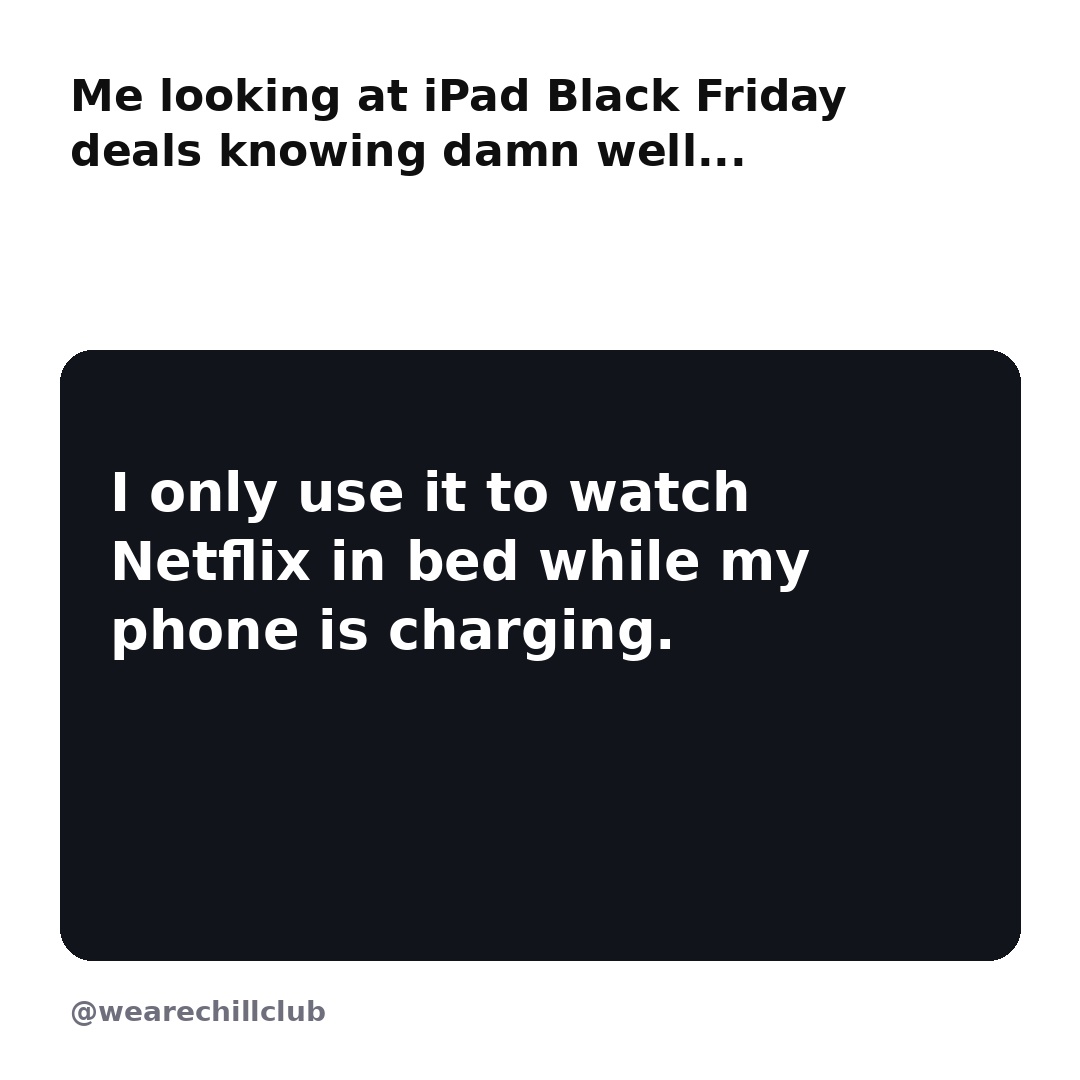 Me looking at iPad Black Friday
deals knowing damn well...
I only use it to watch
Netflix in bed while my
phone is charging.
@wearechillclub